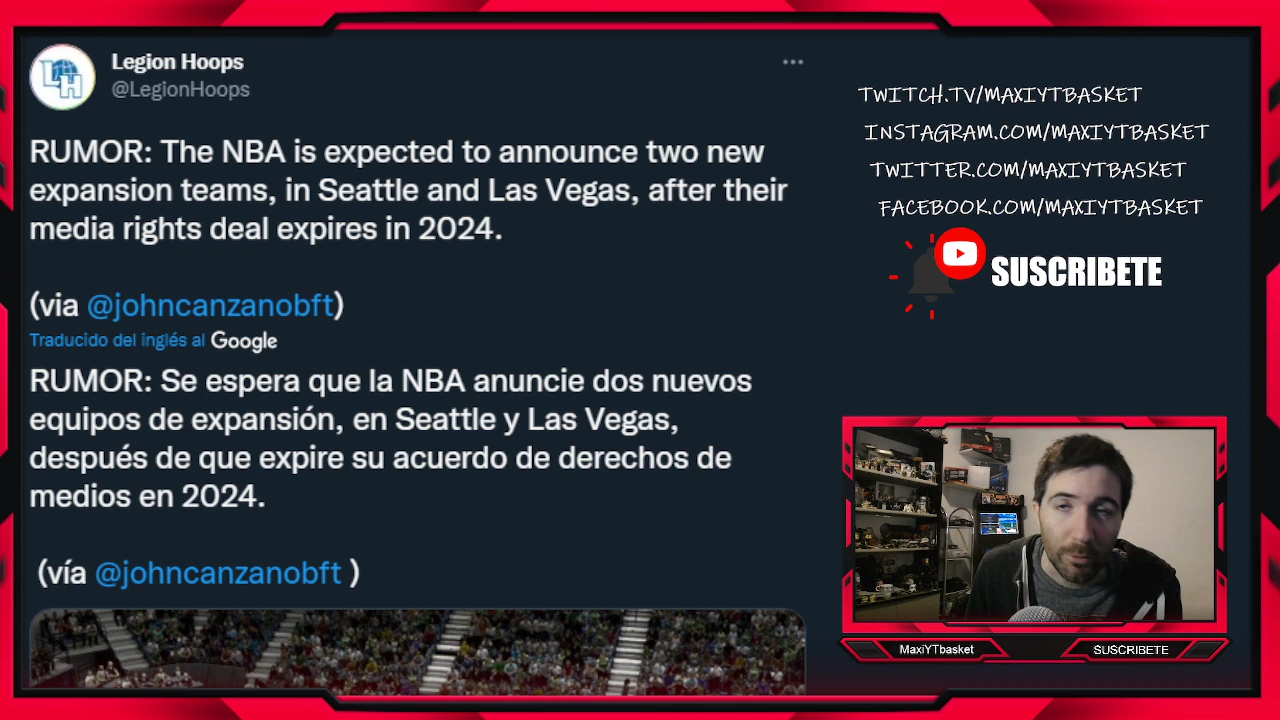 Legion Hoops
@LegionHoops
RUMOR: The NBA is expected to announce two new
expansion teams, in Seattle and Las Vegas, after their
media rights deal expires in 2024.
(via @johncanzanobft)
Traducido del inglés al Google
RUMOR: Se espera que la NBA anuncie dos nuevos
equipos de expansión, en Seattle y Las Vegas,
después de que expire su acuerdo de derechos de
medios en 2024.
(vía @johncanzanobft )
TWITCH.TV/MAXIYTBASKET
INSTAGRAM.COM/MAXIYTBASKET
TWITTER.COM/MAXIYTBASKET
FACEBOOK.COM/MAXIYTBASKET
SUSCRIBETE
MaxiYTbasket
SUSCRIBETE